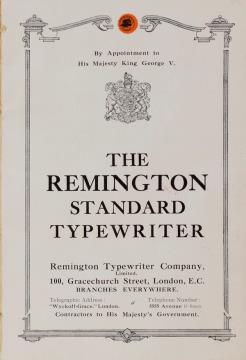 By Appointment to
His Majesty King George V.
THE
REMINGTON
STANDARD
TYPEWRITER
Remington Typewriter Company,
Limited,
100, Gracechurch Street, London, E.C.
BRANCHES EVERYWHERE.
Telegraphic Address: Telephone Number:
"Wyckoff-Grace," London. Avenue
Contractors to His Majesty's Government.